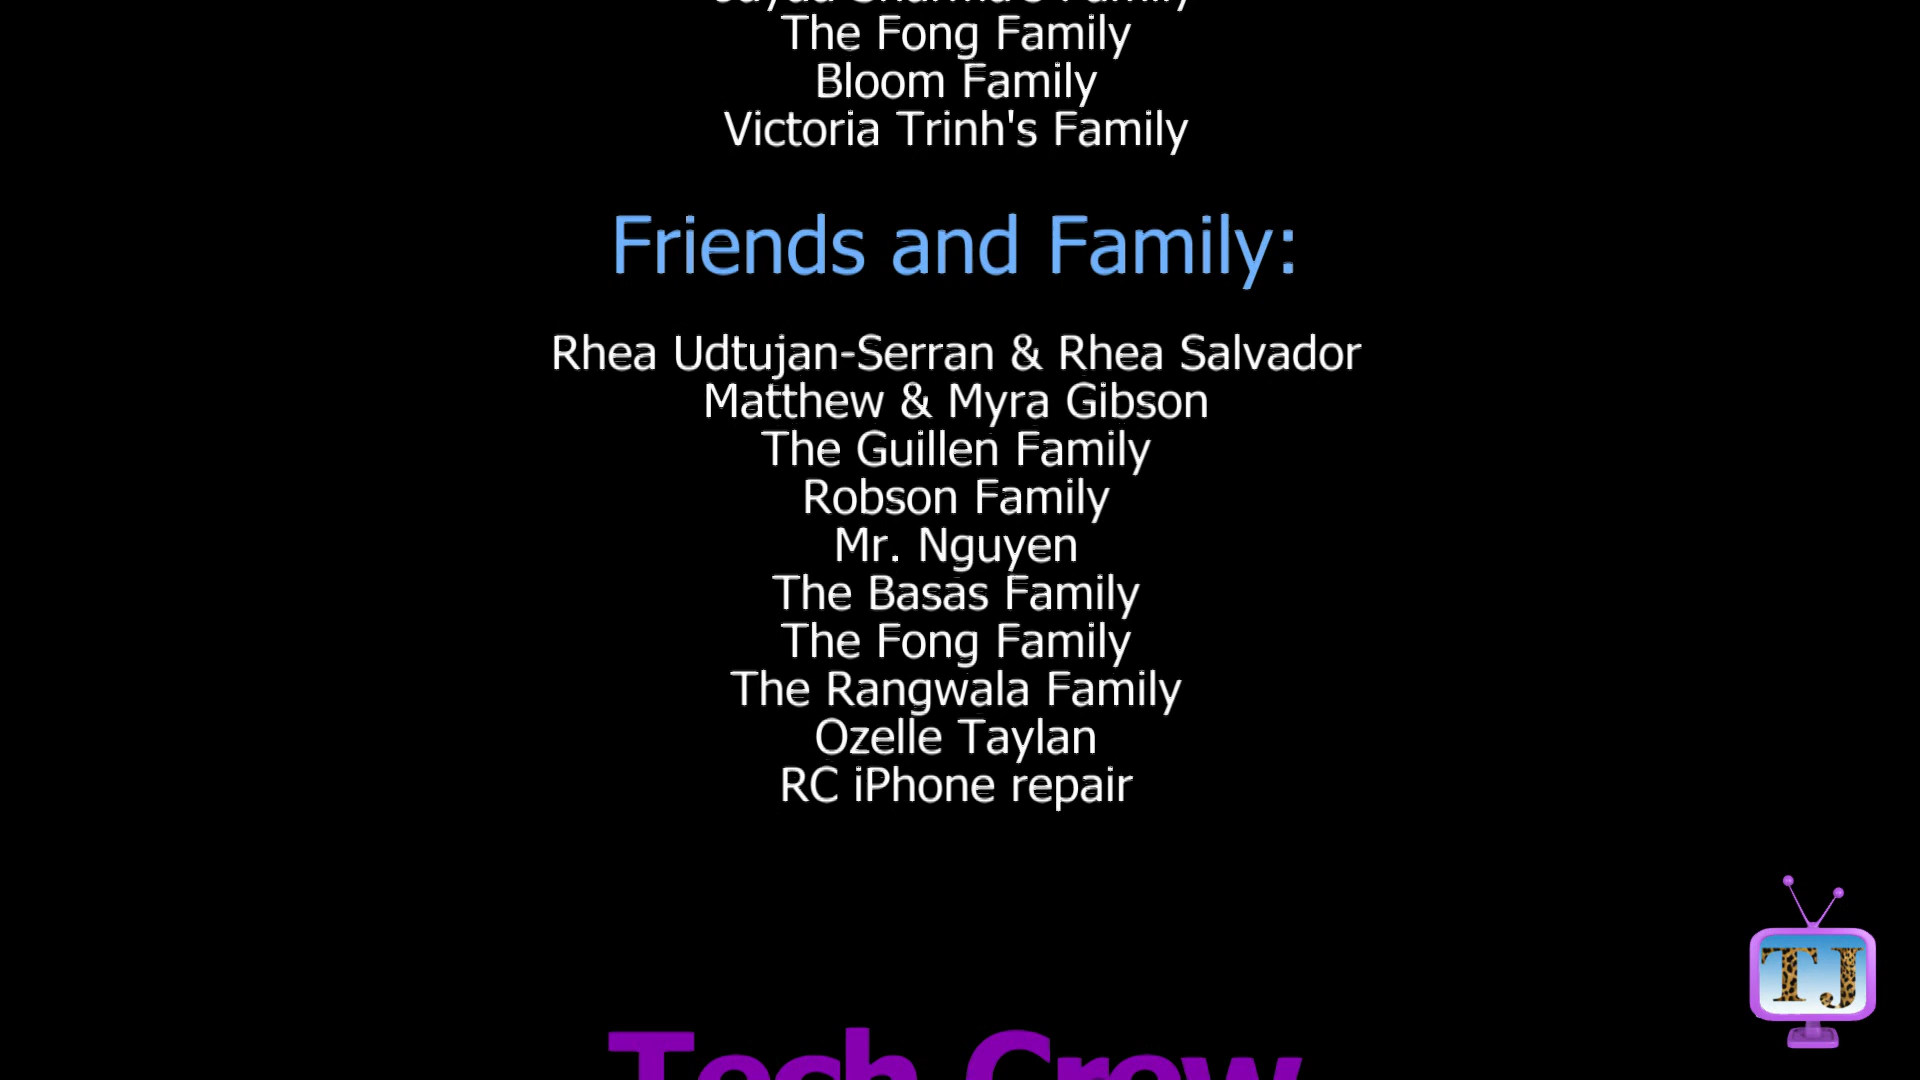 Family
The Fong Family
Bloom Family
Victoria Trinh's Family
Friends and Family:
Rhea Udtujan-Serran & Rhea Salvador
Matthew & Myra Gibson
The Guillen Family
Robson Family
Mr. Nguyen
The Basas Family
The Fong Family
The Rangwala Family
Ozelle Taylan
RC iPhone repair
TJ
Tech Crew